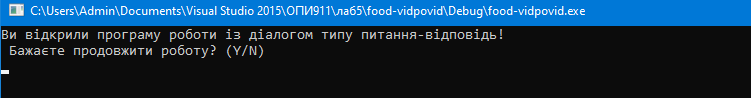 C:\Users\Admin\Documents\Visual Studio 2015\ОПИ911\ла65\food-vidpovid\Debug\food-vidpovid.exe
Ви відкрили програму роботи із діалогом типу питання-відповідь!
Бажаєте продовжити роботу? (Y/N)